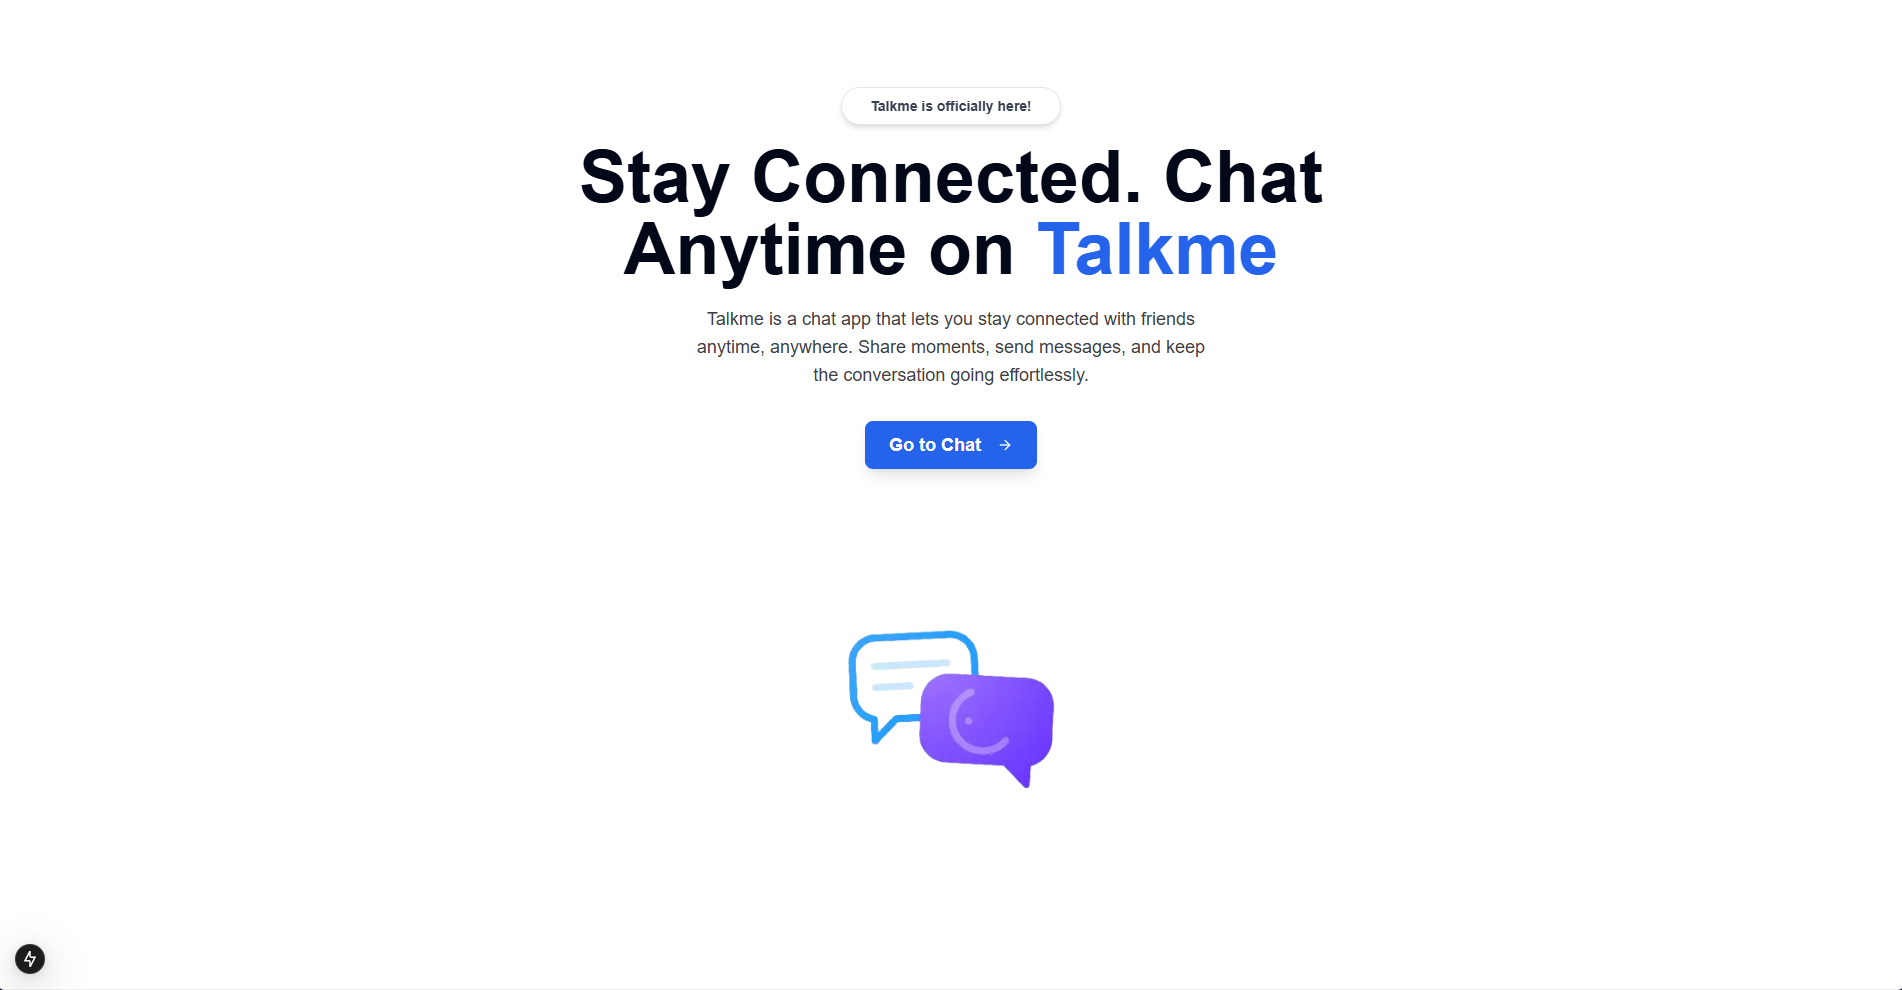 Talkme is officially here!
Stay Connected. Chat
Anytime on Talkme
Talkme is a chat app that lets you stay connected with friends
anytime, anywhere. Share moments, send messages, and keep
the conversation going effortlessly.
Go to Chat